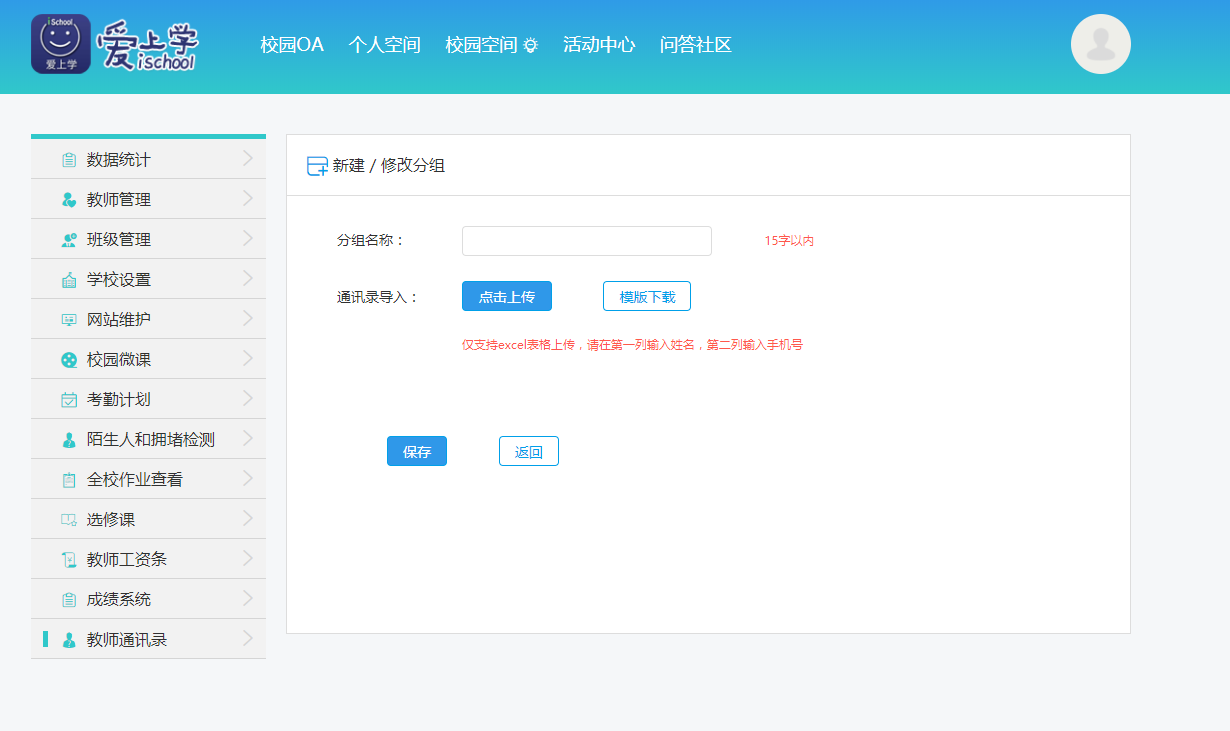 iSchool
爱上学
爱上学
iSchool
校园OA 个人空间 校园空间 活动中心 问答社区
数据统计
教师管理
班级管理
学校设置
网站维护
校园微课
考勤计划
陌生人和拥堵检测
全校作业查看
选修课
教师工资条
成绩系统
教师通讯录
新建 / 修改分组
分组名称： 15字以内
通讯录导入： 点击上传 模版下载
仅支持excel表格上传，请在第一列输入姓名，第二列输入手机号
保存 返回